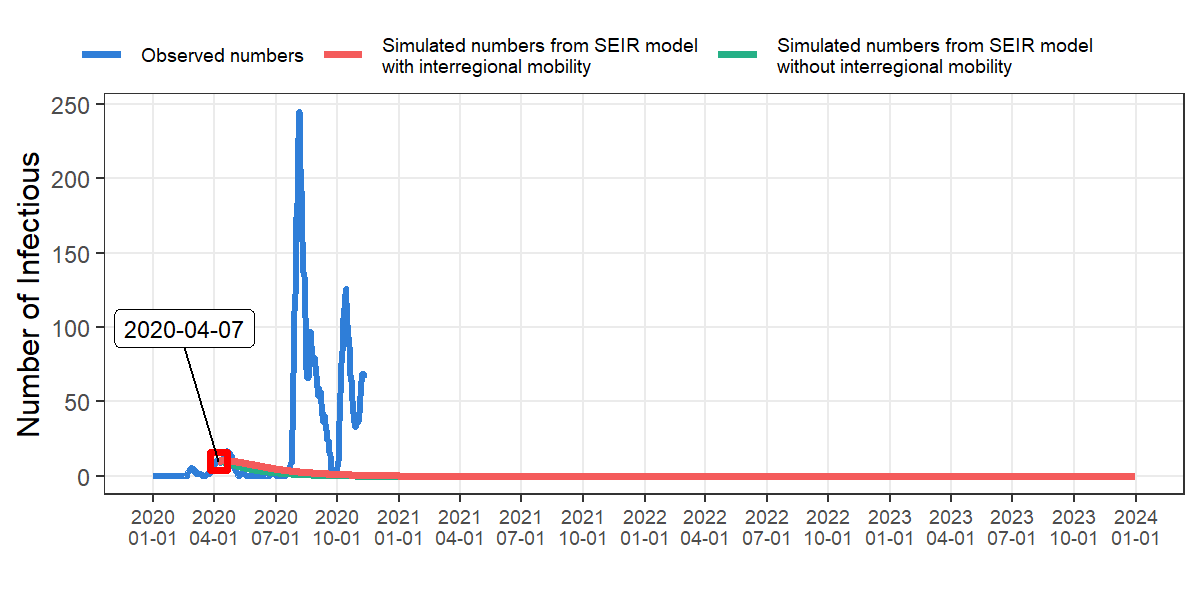 Observed numbers
Simulated numbers from SEIR model
with interregional mobility
Simulated numbers from SEIR model
without interregional mobility
Number of Infectious
250
200
150
100
50
0
2020-04-07
2020 2020 2020 2020 2021 2021 2021 2021 2022 2022 2022 2022 2023 2023 2023 2023 2024
01-01 04-01 07-01 10-01 01-01 04-01 07-01 10-01 01-01 04-01 07-01 10-01 01-01 04-01 07-01 10-01 01-01